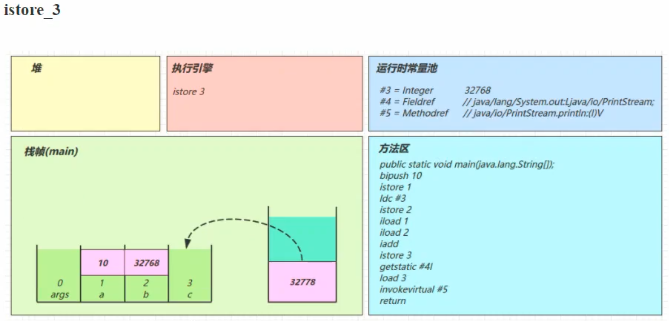 istore_3
堆
执行引擎
istore 3
运行时常量池
#3 = Integer 32768
#4 = Fieldref // java/lang/System.out:Ljava/io/PrintStream;
#5 = Methodref // java/io/PrintStream.println:(I)V
栈帧(main)
10 32768
0 1 2 3
args a b c
32778
方法区
public static void main(java.lang.String[]);
bipush 10
istore 1
ldc #3
istore 2
iload 1
iload 2
iadd
istore 3
getstatic #4I
load 3
invokevirtual #5
return